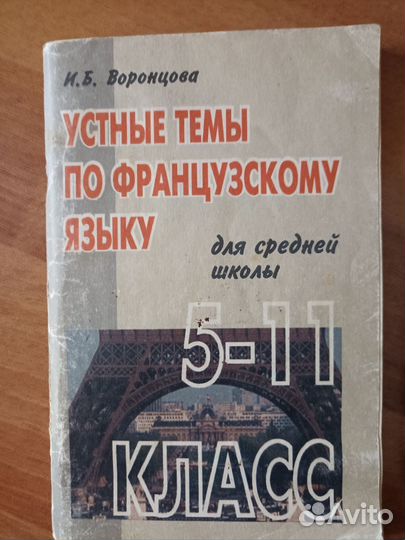 И.Б. Воронцова
УСТНЫЕ ТЕМЫ
ПО ФРАНЦУЗСКОМУ
ЯЗЫКУ
для средней
школы
5-11
КЛАСС
Avito